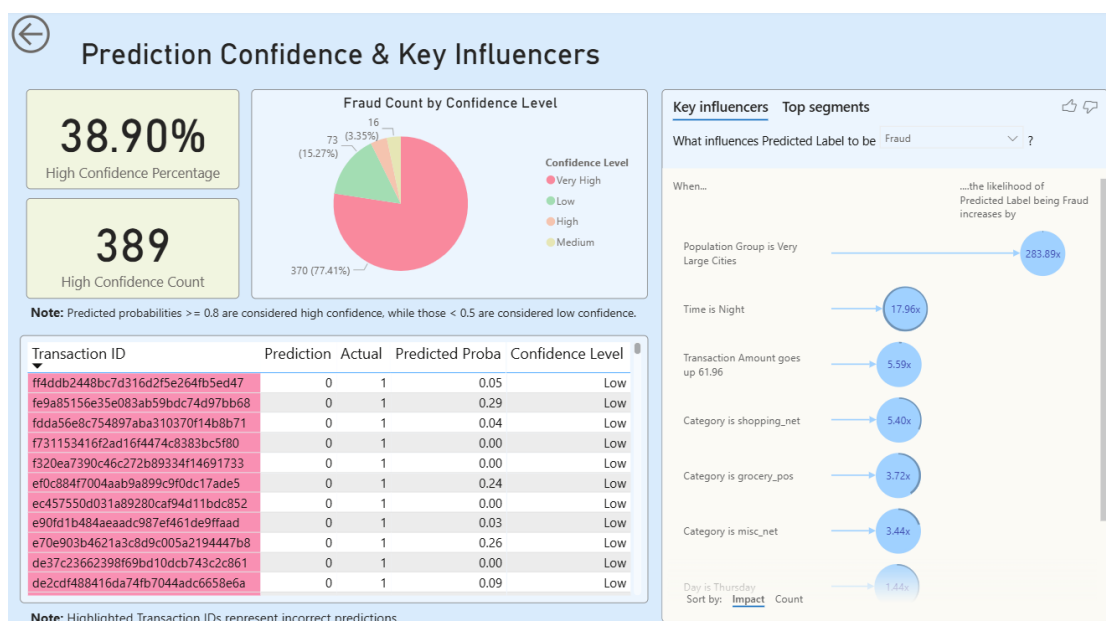 Prediction Confidence & Key Influencers
38.90%
High Confidence Percentage
389
High Confidence Count
Fraud Count by Confidence Level
16
(3.35%)
73
(15.27%)
370 (77.41%)
Confidence Level
Very High
Low
High
Medium
Note: Predicted probabilities >= 0.8 are considered high confidence, while those < 0.5 are considered low confidence.
Transaction ID Prediction Actual Predicted Proba Confidence Level
ff4ddb2448bc7d316d2f5e264fb5ed47 0 1 0.05 Low
fe9a85156e35e083ab59bdc74d97bb68 0 1 0.29 Low
fdda56e8c754897aba310370f14b8b71 0 1 0.04 Low
f731153416f2ad16f4474c8383bc5f80 0 1 0.00 Low
f320ea7390c46c272b89334f14691733 0 1 0.00 Low
ef0c884f7004aab9a899c9f0dc17ade5 0 1 0.24 Low
ec457550d031a89280caf94d11bdc852 0 1 0.00 Low
e90fd1b484aeaadc987ef461de9ffaad 0 1 0.03 Low
e70e903b4621a3c8d9c005a2194447b8 0 1 0.26 Low
de37c23662398f69bd10dcb743c2c861 0 1 0.00 Low
de2cdf488416da74fb7044adc6658e6a 0 1 0.09 Low
Note: Highlighted Transaction IDs represent incorrect predictions
Key influencers Top segments
What influences Predicted Label to be Fraud ?
When...
....the likelihood of
Predicted Label being Fraud
increases by
Population Group is Very
Large Cities
283.89x
Time is Night
17.96x
Transaction Amount goes
up 61.96
5.59x
Category is shopping_net
5.40x
Category is grocery_pos
3.72x
Category is misc_net
3.44x
Day is Thursday
1.44x
Sort by: Impact Count